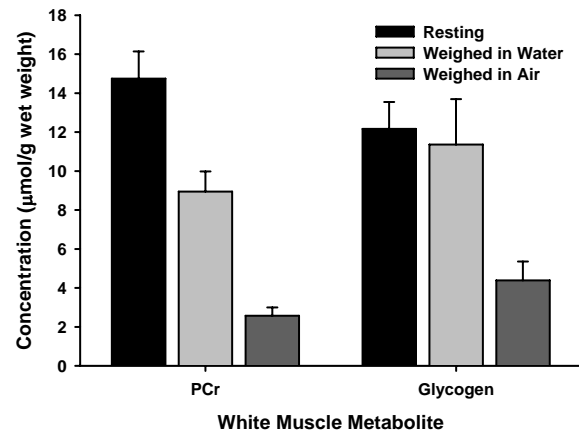 18
16
14
12
10
8
6
4
2
0
Concentration (μmol/g wet weight)
Resting
Weighed in Water
Weighed in Air
PCr
Glycogen
White Muscle Metabolite